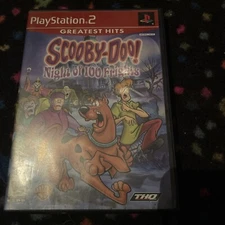 PlayStation.2
GREATEST HITS
SCOOBY-DOO!
Night of 100 Frights
THQ